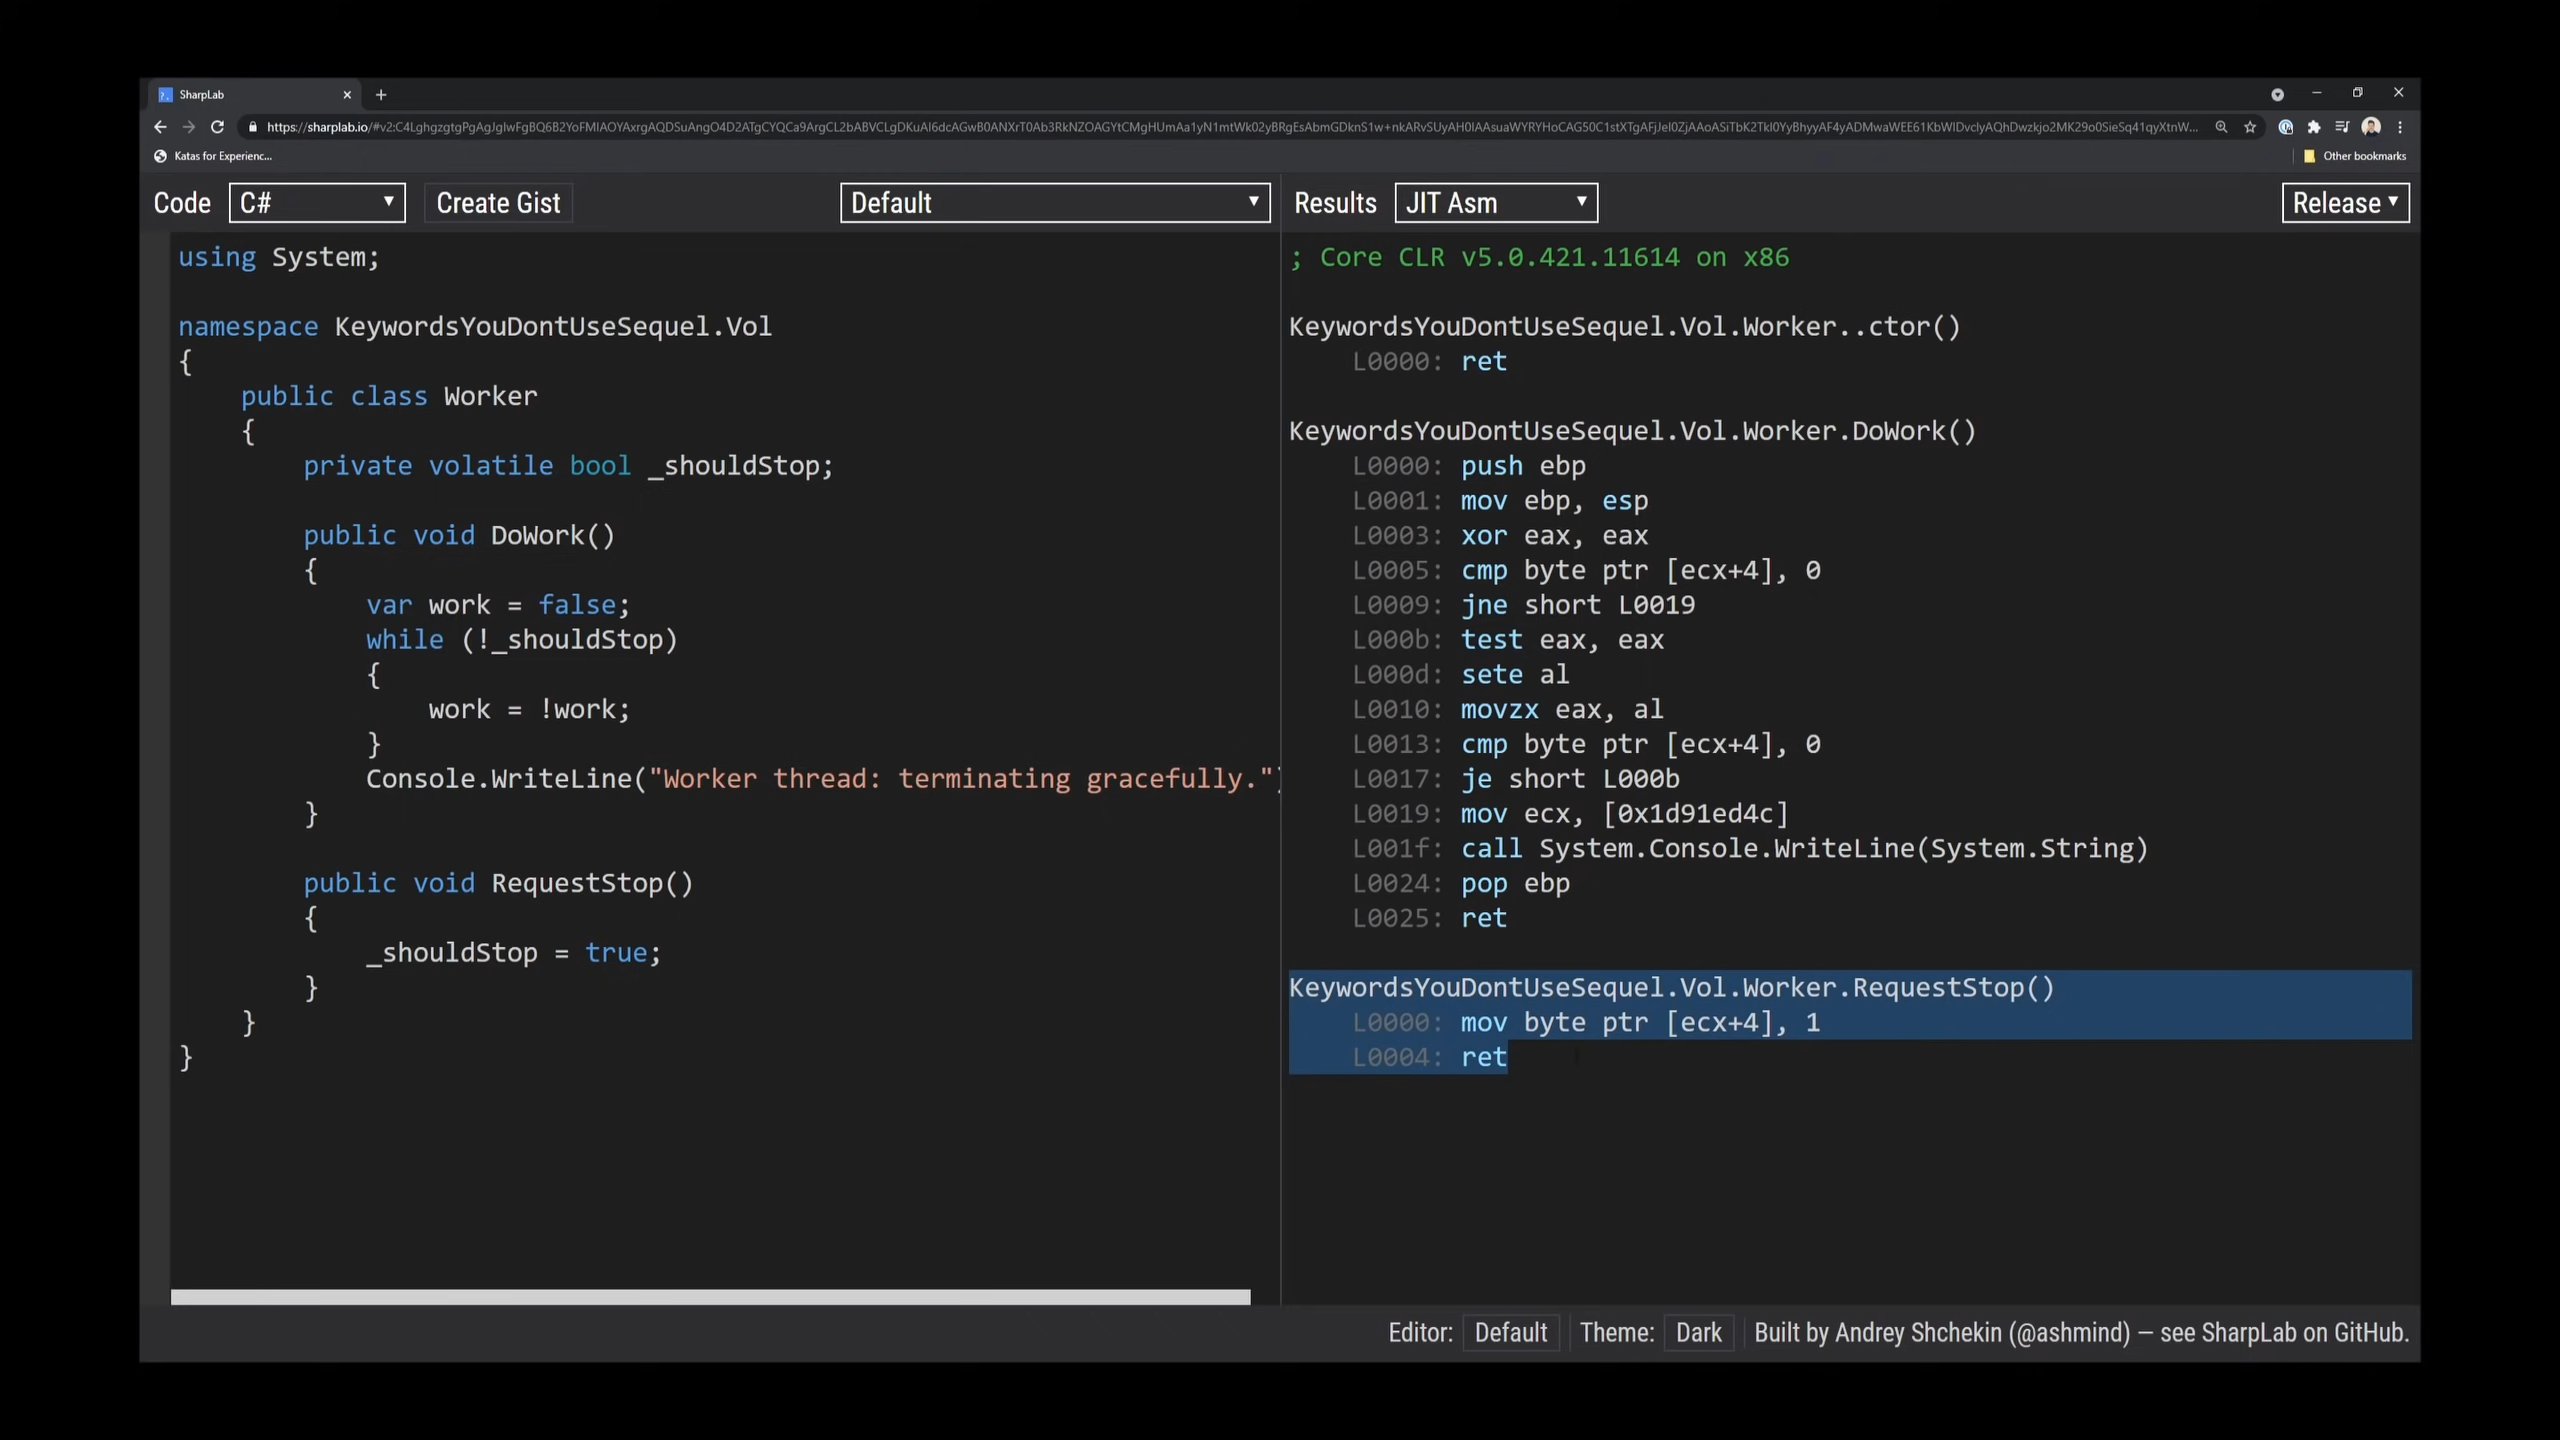 SharpLab
Katas for Experienc...
Other bookmarks
Code C# Create Gist Default Results JIT Asm Release
using System;
namespace KeywordsYouDontUseSequel.Vol
{
public class Worker
{
private volatile bool _shouldStop;
public void DoWork()
{
var work = false;
while (!_shouldStop)
{
work = !work;
}
Console.WriteLine("Worker thread: terminating gracefully.")
}
public void RequestStop()
{
_shouldStop = true;
}
}
}
; Core CLR v5.0.421.11614 on x86
KeywordsYouDontUseSequel.Vol.Worker..ctor()
L0000: ret
KeywordsYouDontUseSequel.Vol.Worker.DoWork()
L0000: push ebp
L0001: mov ebp, esp
L0003: xor eax, eax
L0005: cmp byte ptr [ecx+4], 0
L0009: jne short L0019
L000b: test eax, eax
L000d: sete al
L0010: movzx eax, al
L0013: cmp byte ptr [ecx+4], 0
L0017: je short L000b
L0019: mov ecx, [0x1d91ed4c]
L001f: call System.Console.WriteLine(System.String)
L0024: pop ebp
L0025: ret
KeywordsYouDontUseSequel.Vol.Worker.RequestStop()
L0000: mov byte ptr [ecx+4], 1
L0004: ret
Editor: Default Theme: Dark Built by Andrey Shchekin (@ashmind) — see SharpLab on GitHub.